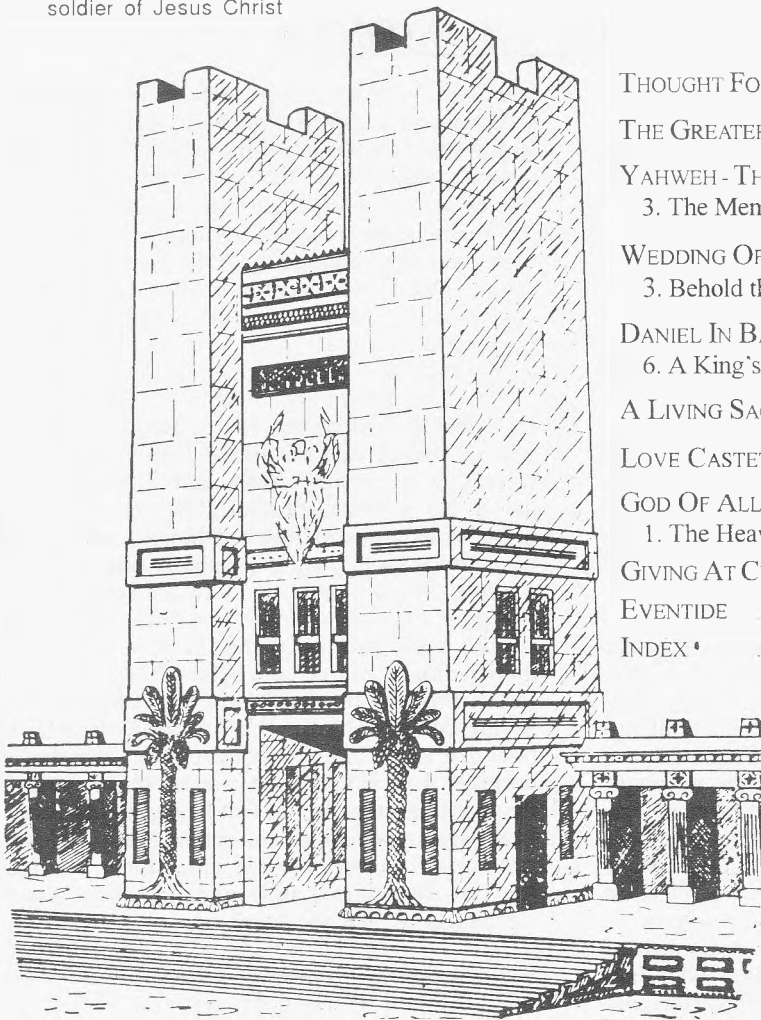 soldier of Jesus Christ
THOUGHT FO
THE GREATER
YAHWEH - TH
3. The Mem
WEDDING OF
3. Behold th
DANIEL IN BA
6. A King's
A LIVING SAC
LOVE CASTET
GOD OF ALL
1. The Heav
GIVING AT C
EVENTIDE
INDEX